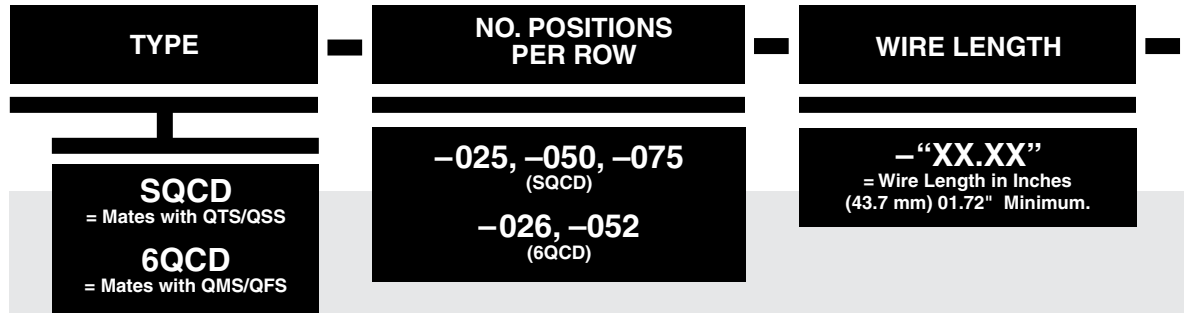 TYPE
NO. POSITIONS
PER ROW
WIRE LENGTH
SQCD
= Mates with QTS/QSS
6QCD
= Mates with QMS/QFS
–025, –050, –075
(SQCD)
–026, –052
(6QCD)
–“XX.XX”
= Wire Length in Inches
(43.7 mm) 01.72" Minimum.